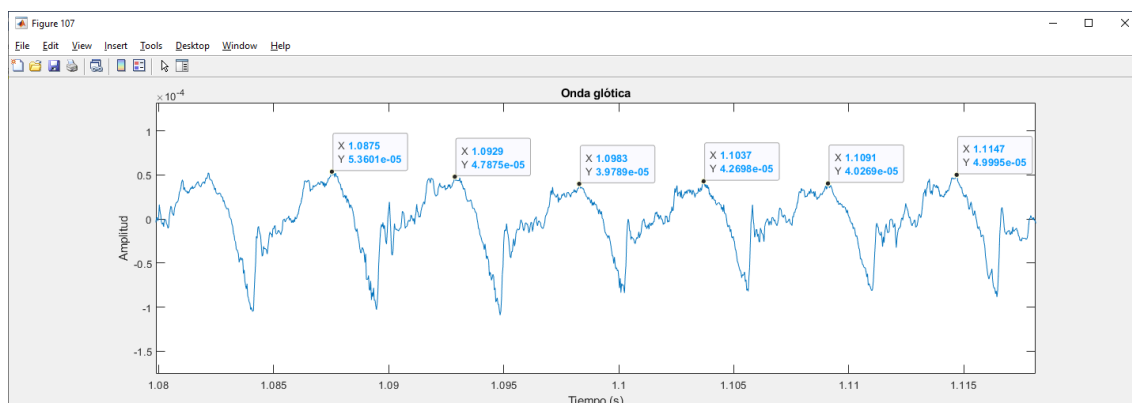 Figure 107
File Edit View Insert Tools Desktop Window Help
Onda glótica
×10⁻⁴
1
0.5
0
-0.5
-1
-1.5
Amplitud
X 1.0875
Y 5.3601e-05
X 1.0929
Y 4.7875e-05
X 1.0983
Y 3.9789e-05
X 1.1037
Y 4.2698e-05
X 1.1091
Y 4.0269e-05
X 1.1147
Y 4.9995e-05
1.08 1.085 1.09 1.095 1.1 1.105 1.11 1.115
Tiempo (s)